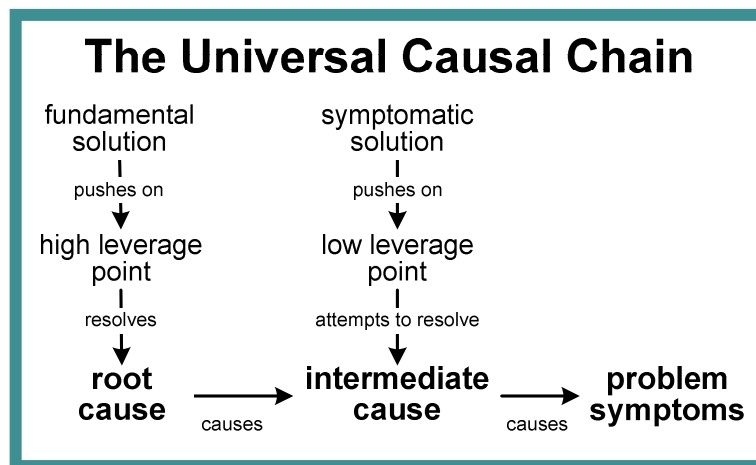 The Universal Causal Chain
fundamental
solution
pushes on
high leverage
point
resolves
root
cause
causes
symptomatic
solution
pushes on
low leverage
point
attempts to resolve
intermediate
cause
causes
problem
symptoms